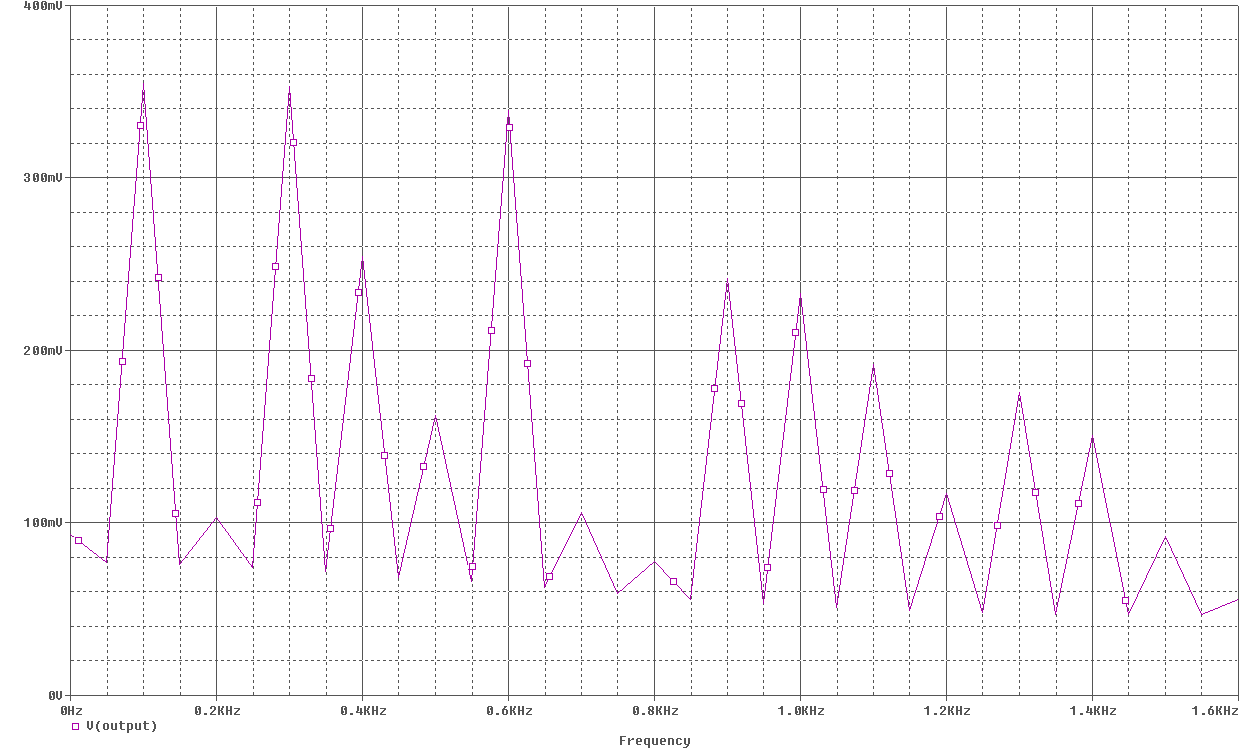 400mV
300mV
200mV
100mV
0V
0Hz 0.2KHz 0.4KHz 0.6KHz 0.8KHz 1.0KHz 1.2KHz 1.4KHz 1.6KHz
V(output)
Frequency